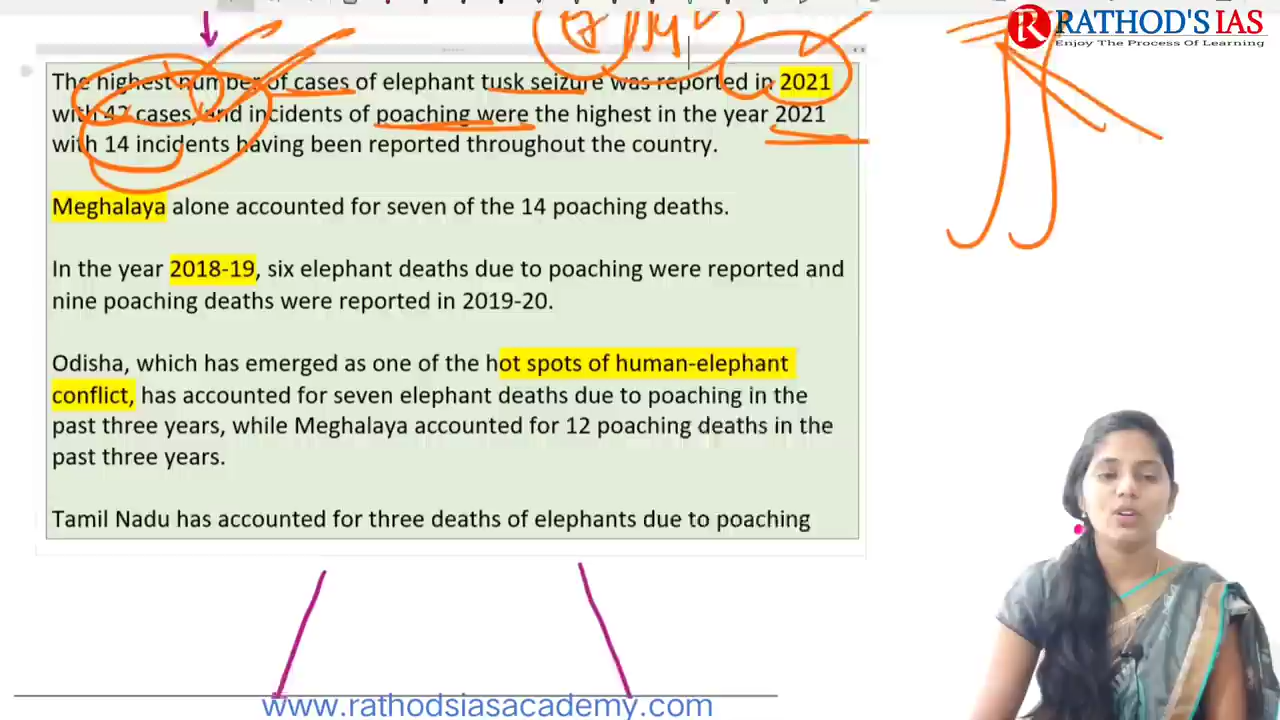 RATHOD'S IAS
Enjoy The Process Of Learning
The highest number of cases of elephant tusk seizure was reported in 2021
with 42 cases, and incidents of poaching were the highest in the year 2021
with 14 incidents having been reported throughout the country.
Meghalaya alone accounted for seven of the 14 poaching deaths.
In the year 2018-19, six elephant deaths due to poaching were reported and
nine poaching deaths were reported in 2019-20.
Odisha, which has emerged as one of the hot spots of human-elephant
conflict, has accounted for seven elephant deaths due to poaching in the
past three years, while Meghalaya accounted for 12 poaching deaths in the
past three years.
Tamil Nadu has accounted for three deaths of elephants due to poaching
www.rathodsiasacademy.com